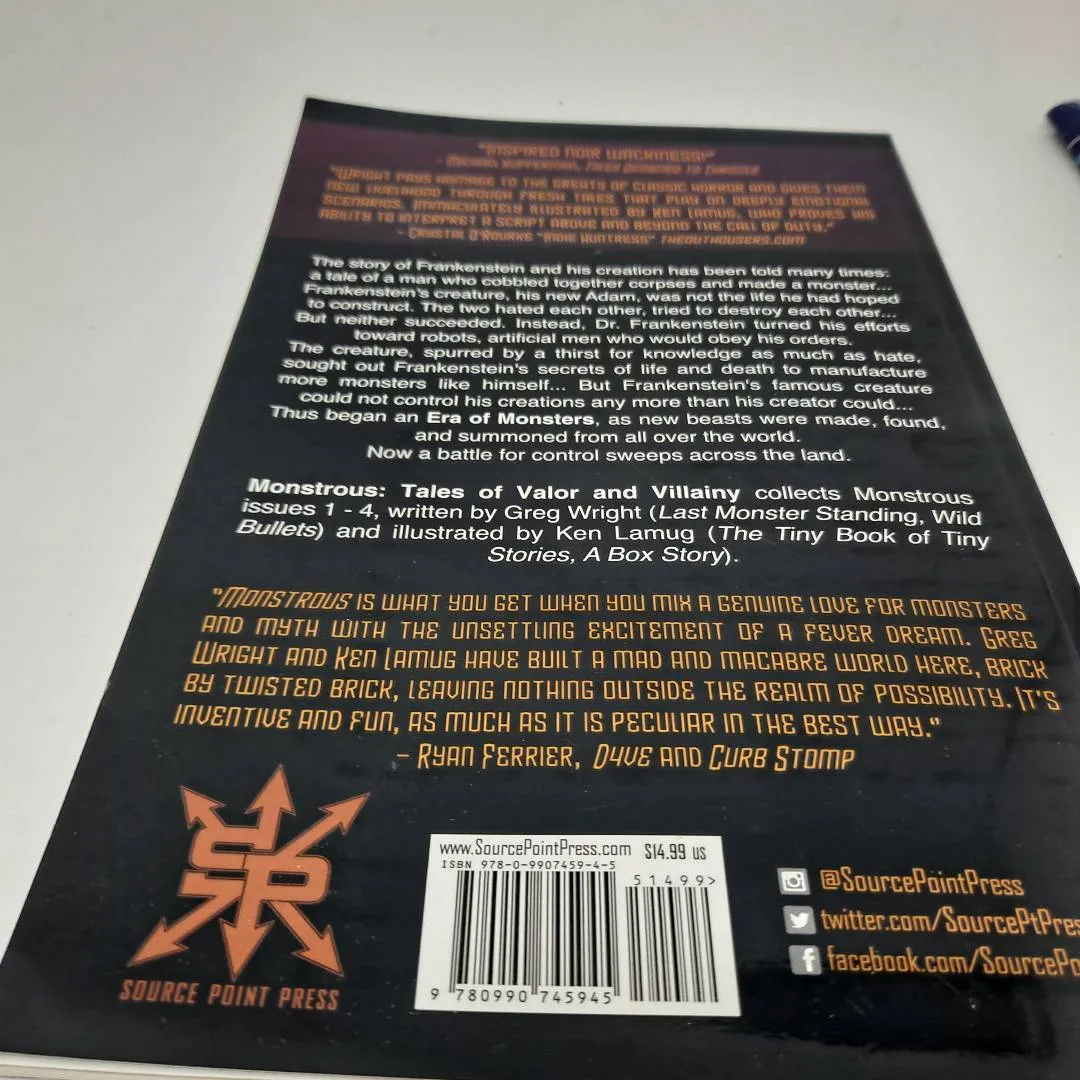 "INSPIRED NOIR WACKINESS!"
- MICHAEL KUPPERMAN, TALES DESIGNED TO THRIZZLE
"WRIGHT PAYS HOMAGE TO THE GREATS OF CLASSIC HORROR AND GIVES THEM
NEW LIVELIHOOD THROUGH FRESH TALES THAT PLAY ON DEEPLY EMOTIONAL
SCENARIOS. IMMACULATELY ILLUSTRATED BY KEN LAMUG, WHO PROVES HIS
ABILITY TO INTERPRET A SCRIPT ABOVE AND BEYOND THE CALL OF DUTY."
- CRYSTAL O'ROURKE "INDIE HUNTRESS" THEOUTHOUSERS.COM
The story of Frankenstein and his creation has been told many times:
a tale of a man who cobbled together corpses and made a monster...
Frankenstein's creature, his new Adam, was not the life he had hoped
to construct. The two hated each other, tried to destroy each other...
But neither succeeded. Instead, Dr. Frankenstein turned his efforts
toward robots, artificial men who would obey his orders.
The creature, spurred by a thirst for knowledge as much as hate,
sought out Frankenstein's secrets of life and death to manufacture
more monsters like himself... But Frankenstein's famous creature
could not control his creations any more than his creator could...
Thus began an Era of Monsters, as new beasts were made, found,
and summoned from all over the world.
Now a battle for control sweeps across the land.
Monstrous: Tales of Valor and Villainy collects Monstrous
issues 1 - 4, written by Greg Wright (Last Monster Standing, Wild
Bullets) and illustrated by Ken Lamug (The Tiny Book of Tiny
Stories, A Box Story).
"MONSTROUS IS WHAT YOU GET WHEN YOU MIX A GENUINE LOVE FOR MONSTERS
AND MYTH WITH THE UNSETTLING EXCITEMENT OF A FEVER DREAM. GREG
WRIGHT AND KEN LAMUG HAVE BUILT A MAD AND MACABRE WORLD HERE, BRICK
BY TWISTED BRICK, LEAVING NOTHING OUTSIDE THE REALM OF POSSIBILITY. IT'S
INVENTIVE AND FUN, AS MUCH AS IT IS PECULIAR IN THE BEST WAY."
- RYAN FERRIER, D4VE AND CURB STOMP
SOURCE POINT PRESS
www.SourcePointPress.com $14.99 US
ISBN 978-0-9907459-4-5
51499>
9 780990 745945
@SourcePointPress
twitter.com/SourcePtPres
facebook.com/SourcePo